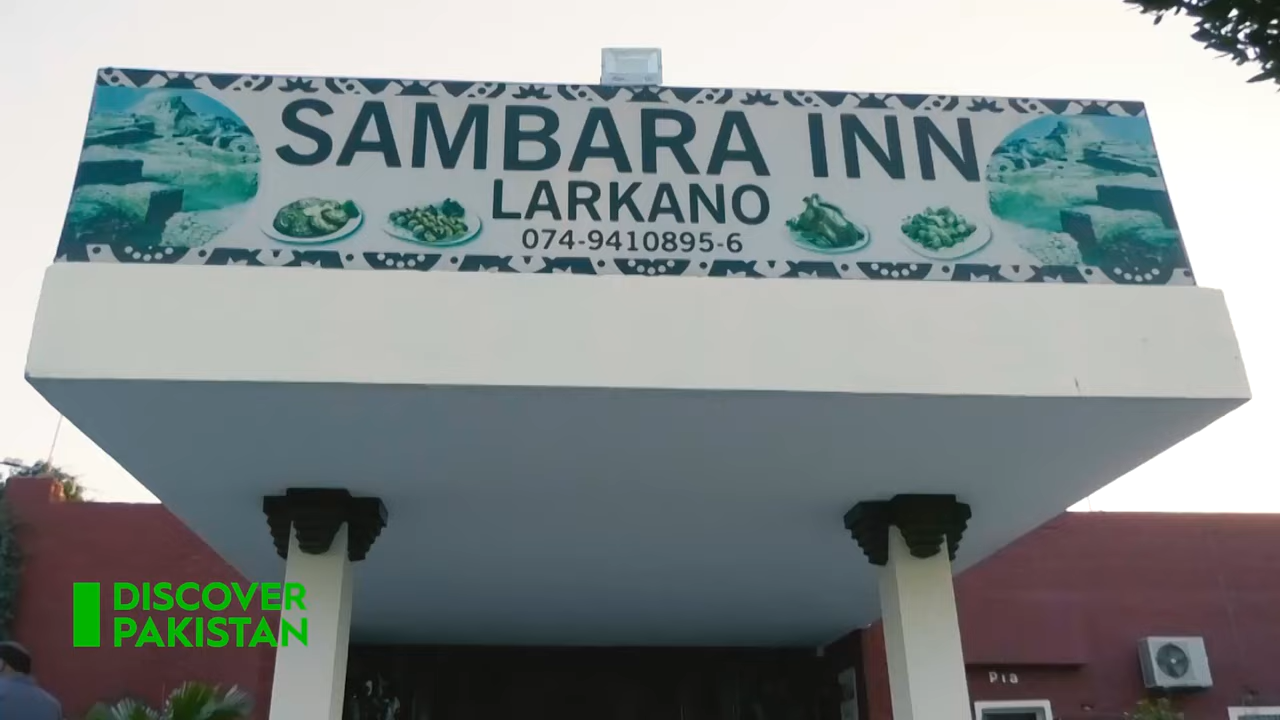 SAMBARA INN
LARKANO
074-9410895-6
DISCOVER
PAKISTAN
PIA